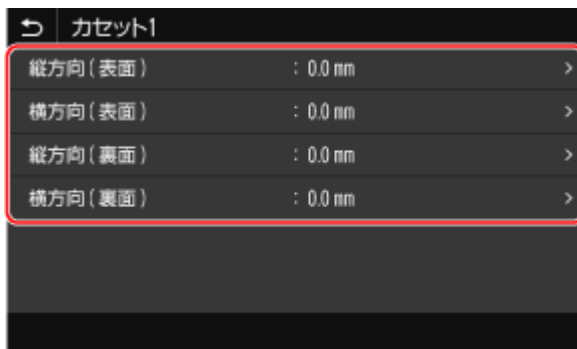 カセット1
縦方向(表面) : 0.0 mm
横方向(表面) : 0.0 mm
縦方向(裏面) : 0.0 mm
横方向(裏面) : 0.0 mm